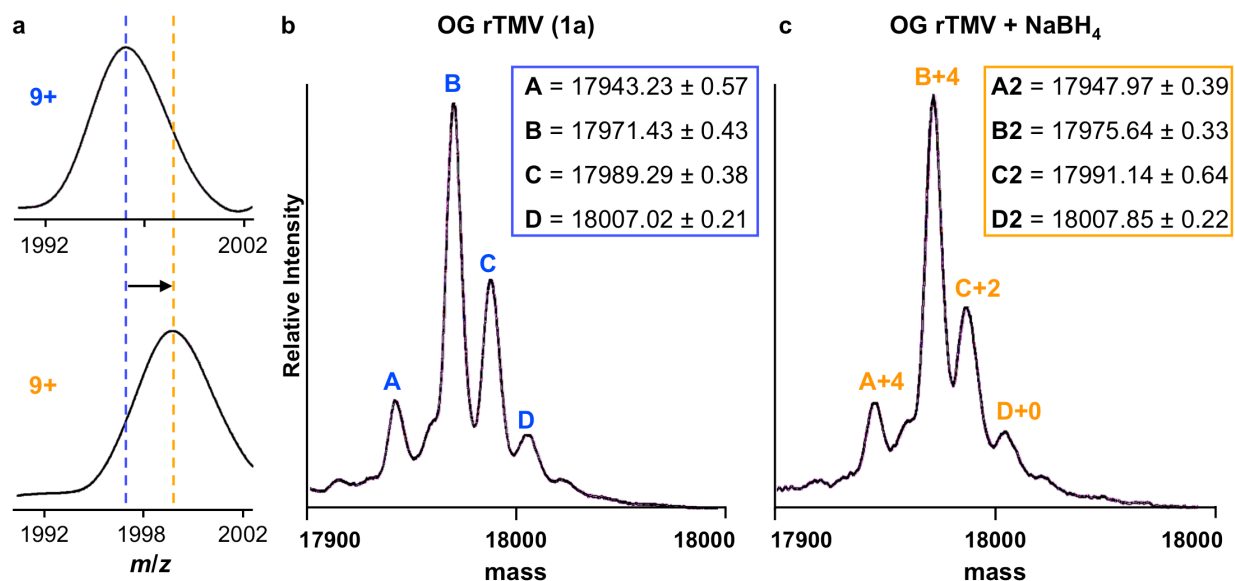 a
9+
1992
2002
9+
1992
1998
2002
m/z
b
OG rTMV (1a)
Relative Intensity
A
B
C
D
A = 17943.23 ± 0.57
B = 17971.43 ± 0.43
C = 17989.29 ± 0.38
D = 18007.02 ± 0.21
17900
18000
18000
mass
c
OG rTMV + NaBH₄
A+4
B+4
C+2
D+0
A2 = 17947.97 ± 0.39
B2 = 17975.64 ± 0.33
C2 = 17991.14 ± 0.64
D2 = 18007.85 ± 0.22
17900
18000
18000
mass